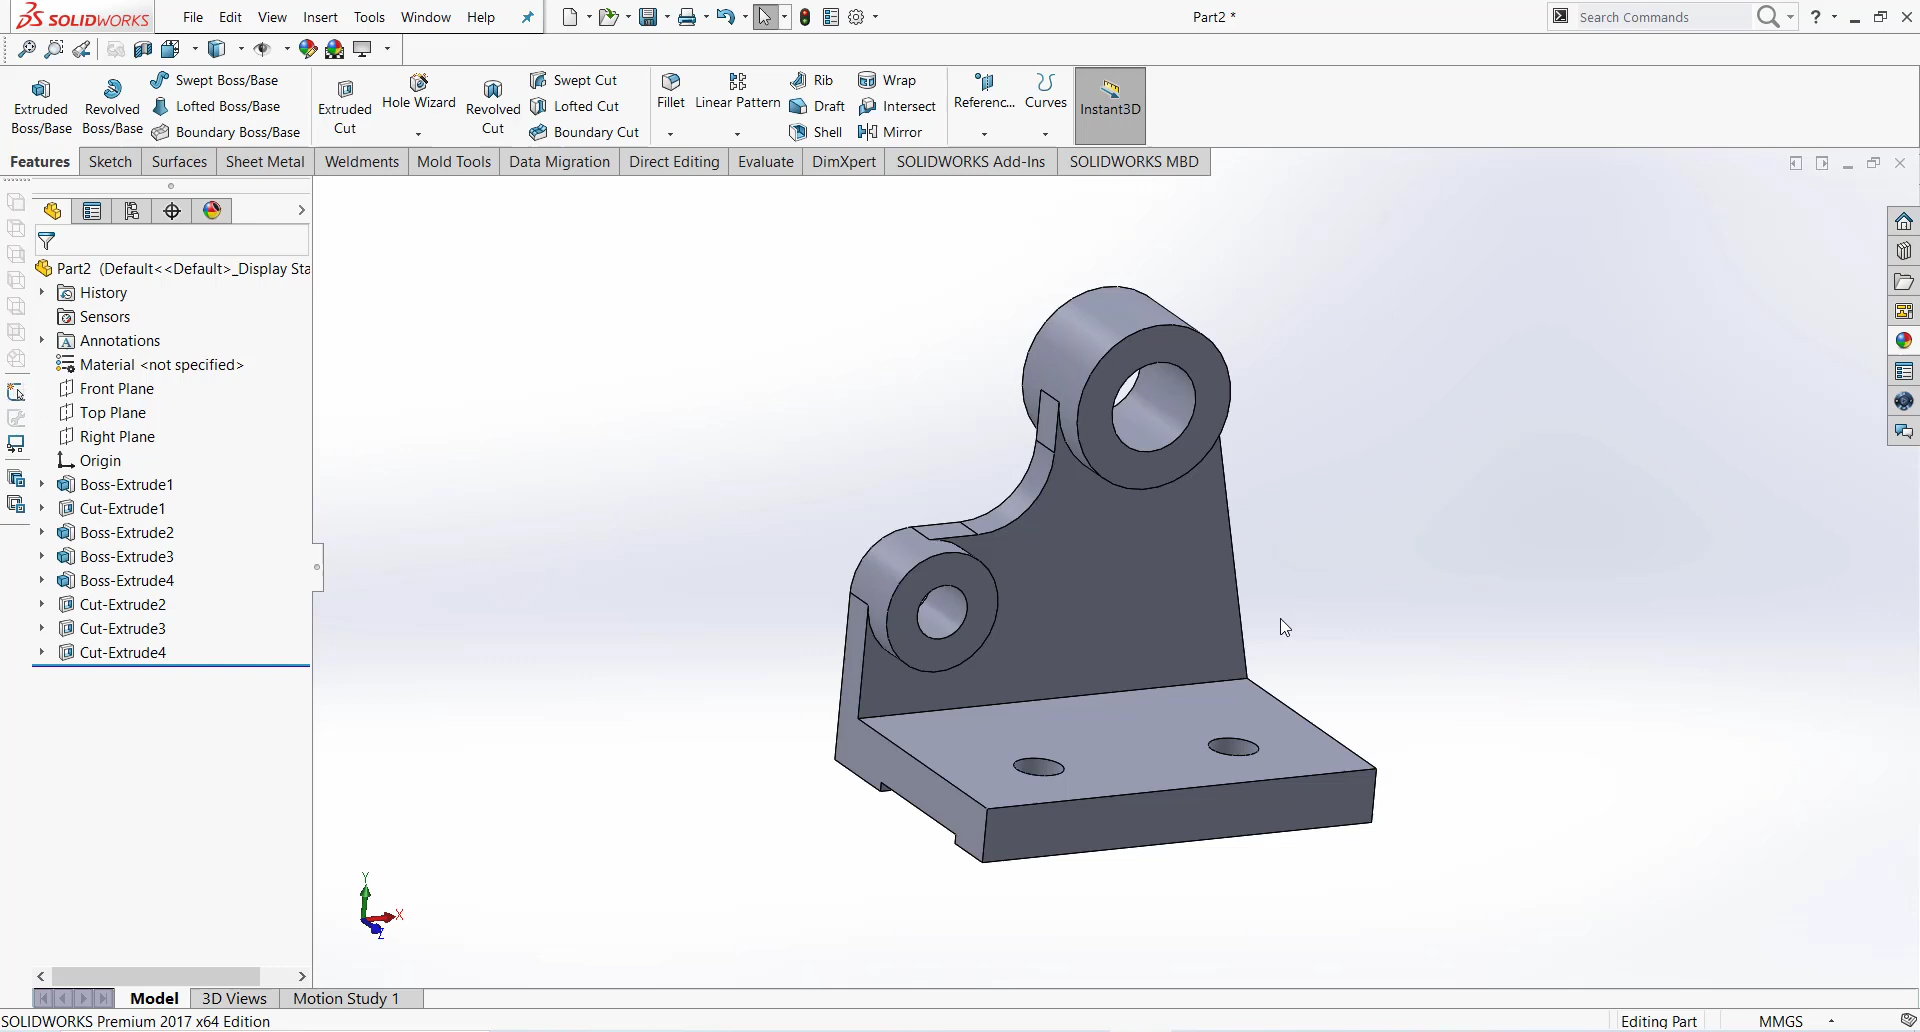 SOLIDWORKS File Edit View Insert Tools Window Help Part2 * Search Commands ?
Extruded Boss/Base
Revolved Boss/Base
Swept Boss/Base
Lofted Boss/Base
Boundary Boss/Base
Extruded Cut
Hole Wizard
Revolved Cut
Swept Cut
Lofted Cut
Boundary Cut
Fillet
Linear Pattern
Rib
Draft
Shell
Wrap
Intersect
Mirror
Referenc...
Curves
Instant3D
Features Sketch Surfaces Sheet Metal Weldments Mold Tools Data Migration Direct Editing Evaluate DimXpert SOLIDWORKS Add-Ins SOLIDWORKS MBD
Part2 (Default<<Default>_Display Sta
History
Sensors
Annotations
Material <not specified>
Front Plane
Top Plane
Right Plane
Origin
Boss-Extrude1
Cut-Extrude1
Boss-Extrude2
Boss-Extrude3
Boss-Extrude4
Cut-Extrude2
Cut-Extrude3
Cut-Extrude4
Y
X
Z
Model 3D Views Motion Study 1
SOLIDWORKS Premium 2017 x64 Edition Editing Part MMGS